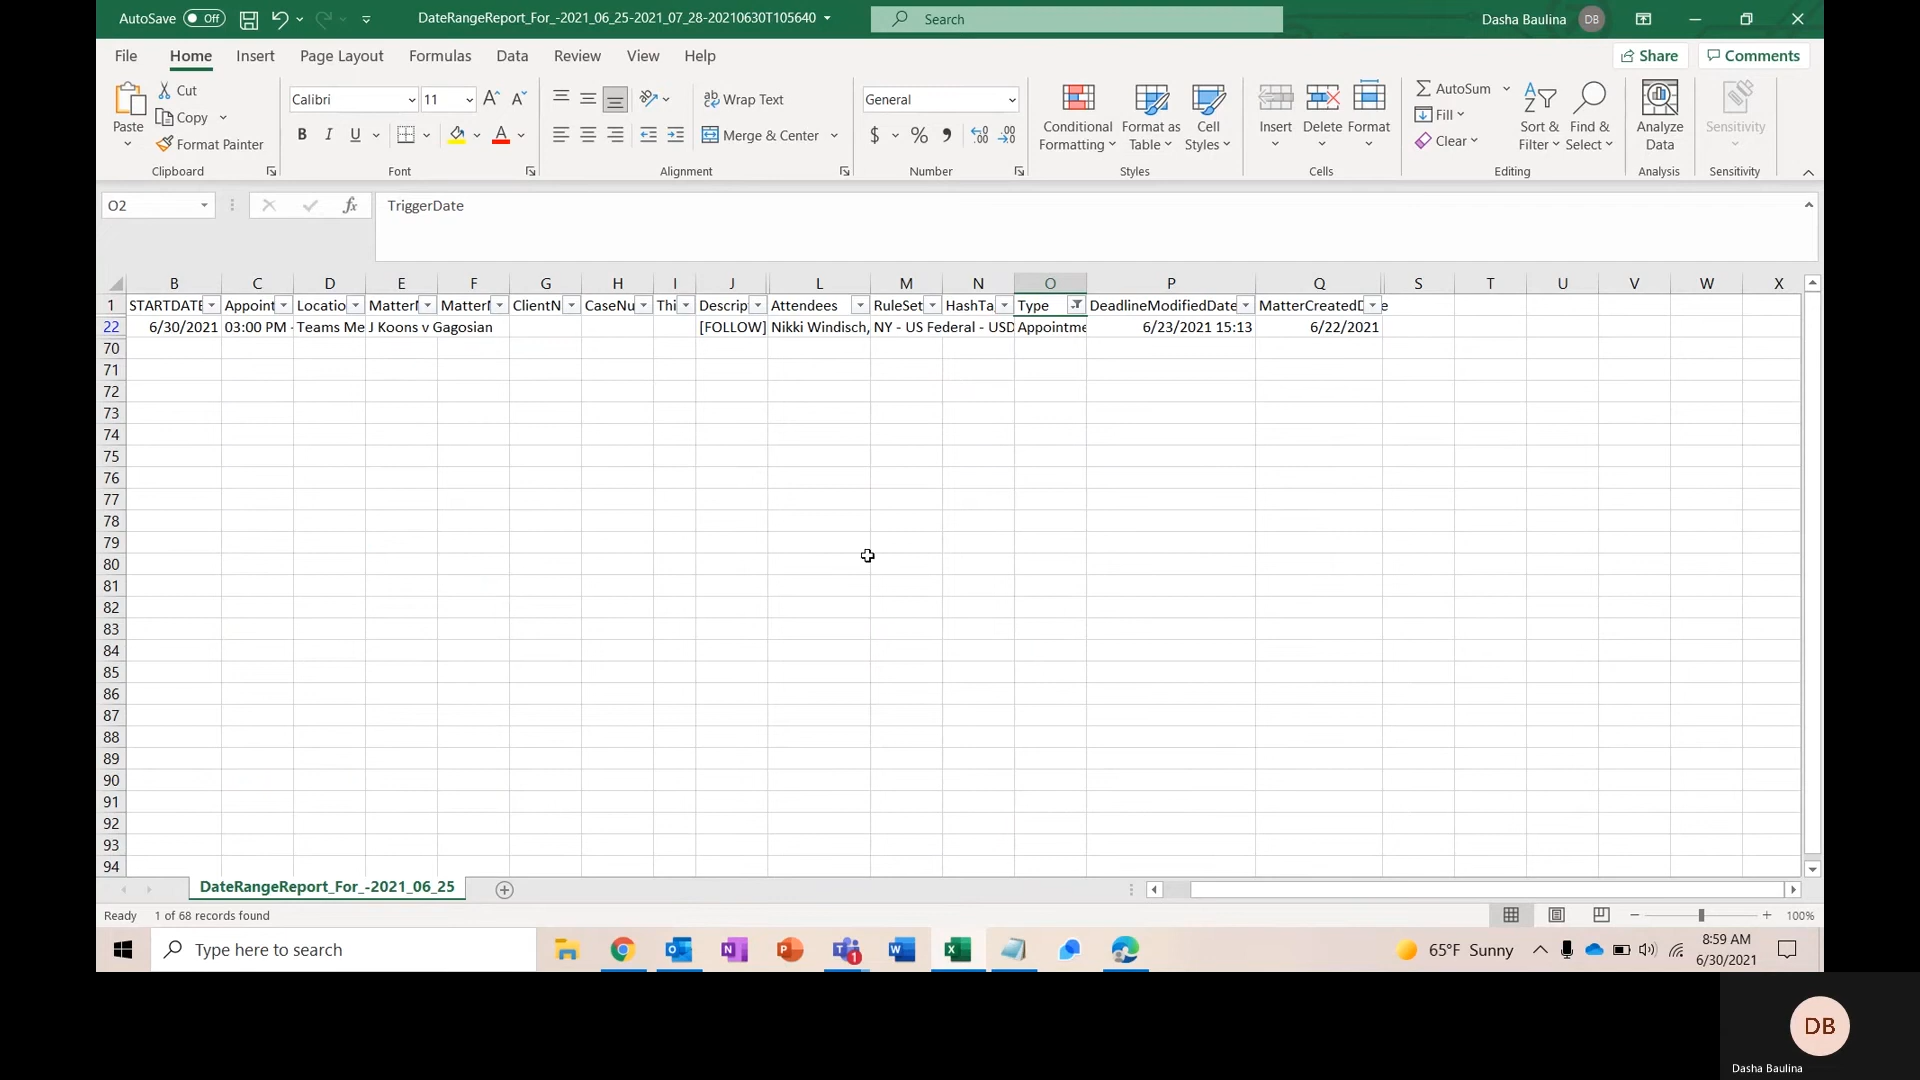 AutoSave Off DateRangeReport_For_-2021_06_25-2021_07_28-20210630T105640 Search Dasha Baulina DB
File Home Insert Page Layout Formulas Data Review View Help Share Comments
Paste Cut Copy Format Painter Clipboard
Calibri 11 B I U A Font
ab Wrap Text Merge & Center Alignment
General $ % Number
Conditional Formatting Format as Table Cell Styles Styles
Insert Delete Format Cells
AutoSum Fill Clear Sort & Filter Find & Select Editing
Analyze Data Analysis
Sensitivity Sensitivity
O2 fx TriggerDate
B C D E F G H I J L M N O P Q S T U V W X
1 STARTDATE Appoint Locatio Matter Matter ClientN CaseNu Thi Descrip Attendees RuleSet HashTa Type DeadlineModifiedDate MatterCreatedD e
22 6/30/2021 03:00 PM - Teams Me J Koons v Gagosian [FOLLOW] Nikki Windisch, NY - US Federal - USD Appointme 6/23/2021 15:13 6/22/2021
70
71
72
73
74
75
76
77
78
79
80
81
82
83
84
85
86
87
88
89
90
91
92
93
94
DateRangeReport_For_-2021_06_25
Ready 1 of 68 records found 100%
Type here to search 1 65°F Sunny 8:59 AM
6/30/2021
DB
Dasha Baulina